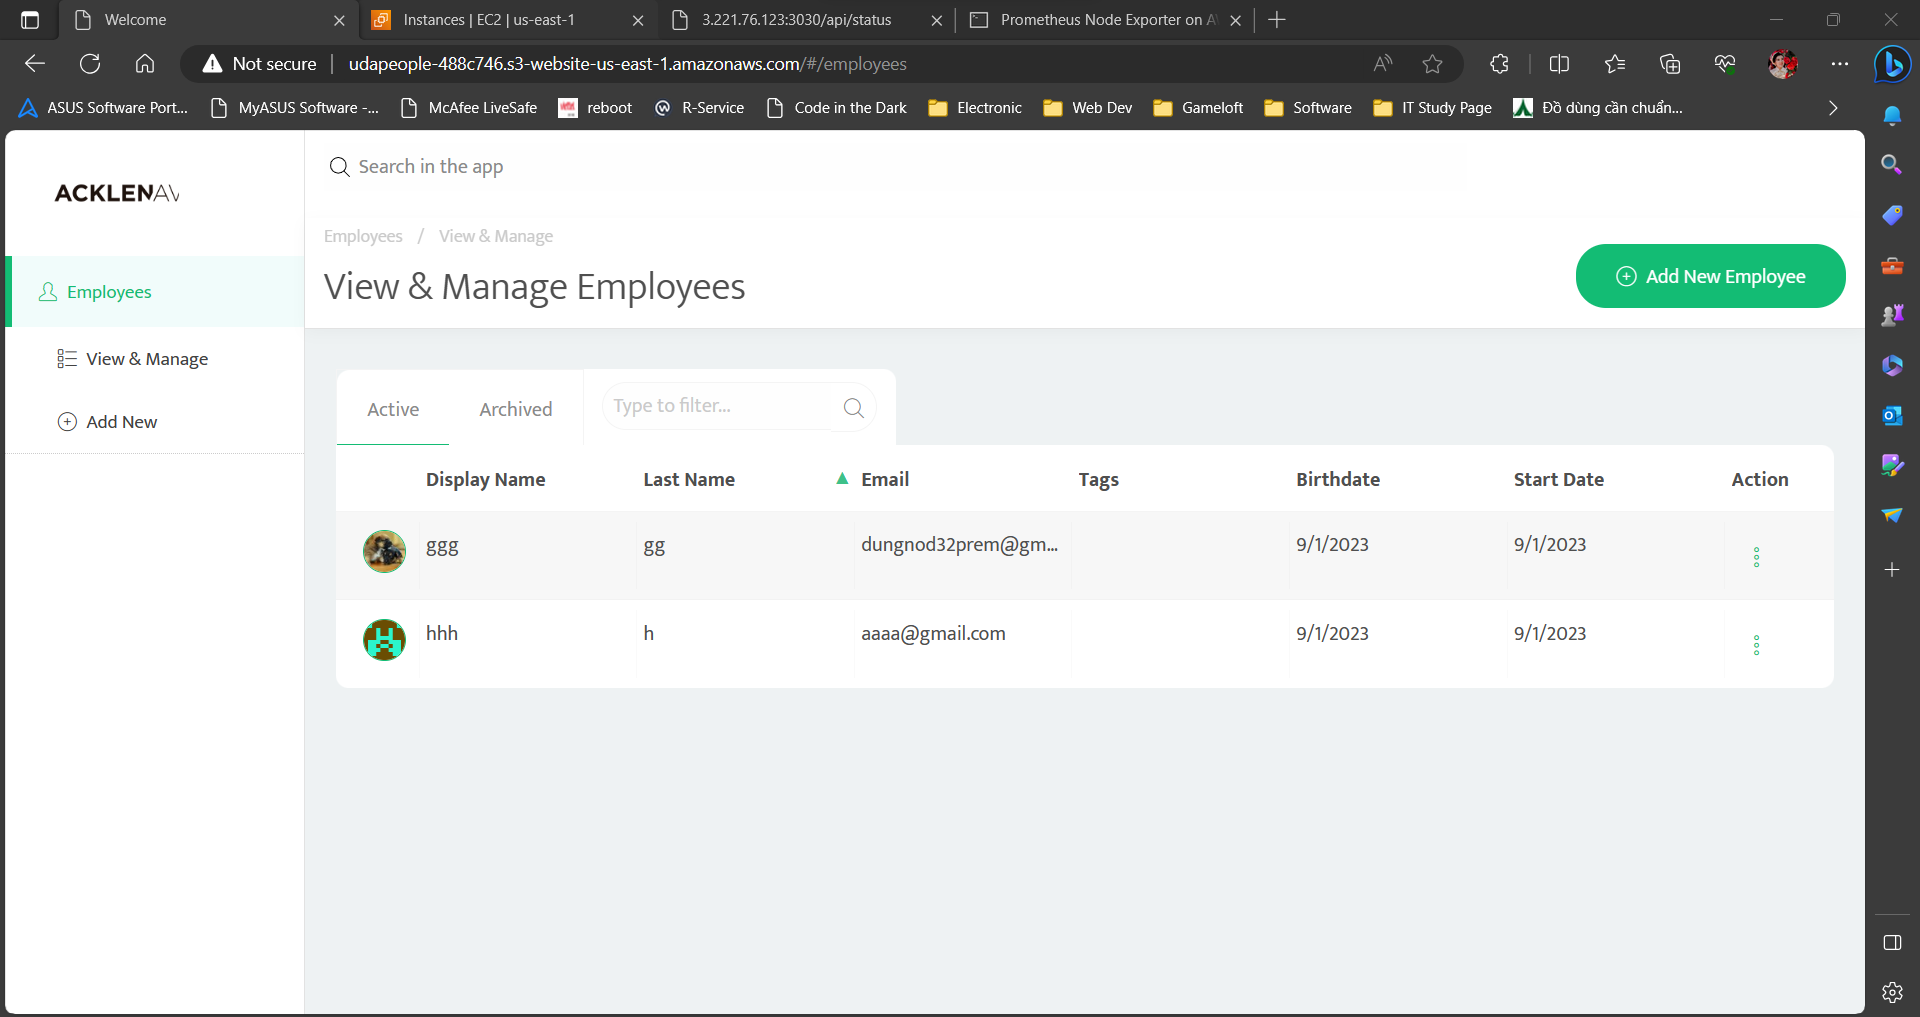 Welcome
Instances | EC2 | us-east-1
3.221.76.123:3030/api/status
Prometheus Node Exporter on A
Not secure
udapeople-488c746.s3-website-us-east-1.amazonaws.com/#/employees
ASUS Software Port...
MyASUS Software -...
McAfee LiveSafe
reboot
R-Service
Code in the Dark
Electronic
Web Dev
Gameloft
Software
IT Study Page
Đồ dùng cần chuẩn...
ACKLENAV
Search in the app
Employees / View & Manage
View & Manage Employees
Add New Employee
Employees
View & Manage
Add New
Active
Archived
Type to filter...
Display Name Last Name Email Tags Birthdate Start Date Action
ggg gg dungnod32prem@gm... 9/1/2023 9/1/2023
hhh h aaaa@gmail.com 9/1/2023 9/1/2023